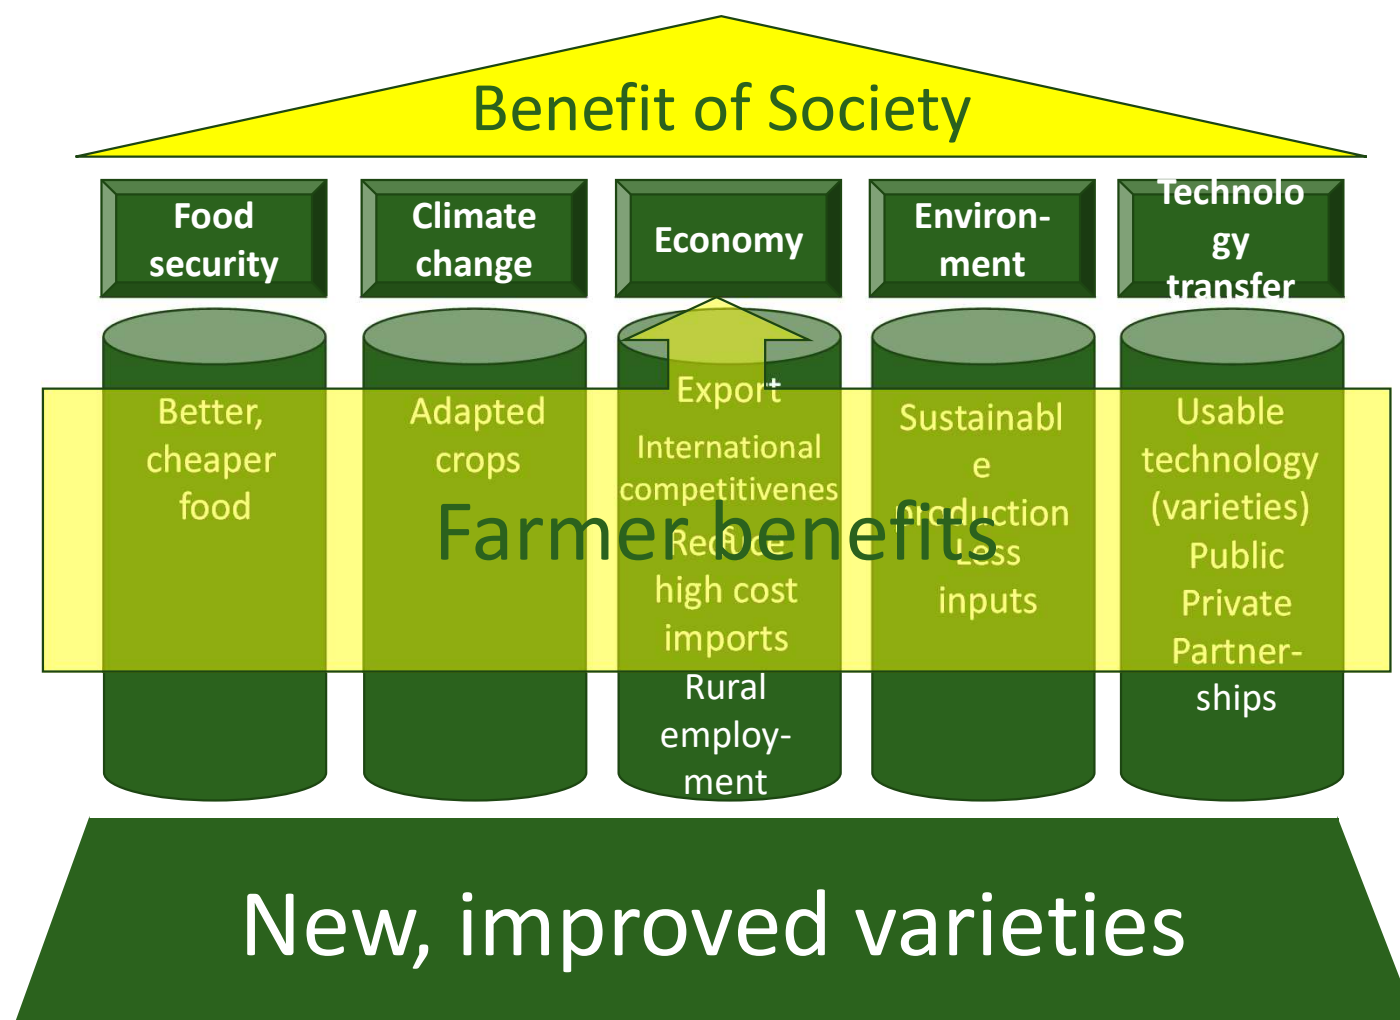 Benefit of Society
Food
security
Climate
change
Economy
Environ-
ment
Technolo
gy
transfer
Better,
cheaper
food
Adapted
crops
Export
International
competitivenes
s
Reduce
high cost
imports
Rural
employ-
ment
Sustainabl
e
production
Less
inputs
Usable
technology
(varieties)
Public
Private
Partner-
ships
Farmer benefits
New, improved varieties